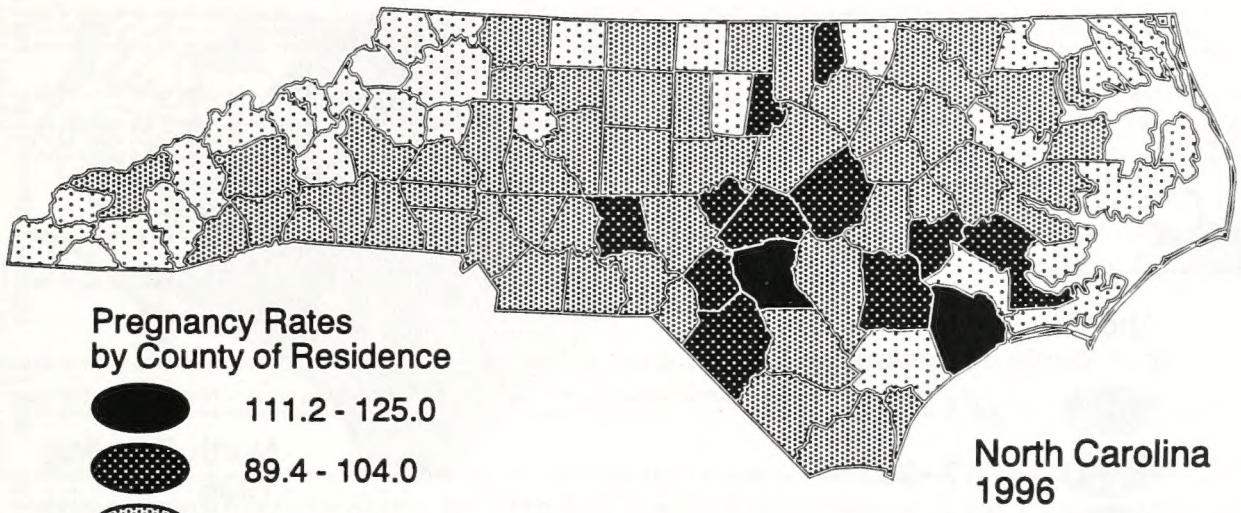 Pregnancy Rates
by County of Residence
111.2 - 125.0
89.4 - 104.0
North Carolina
1996